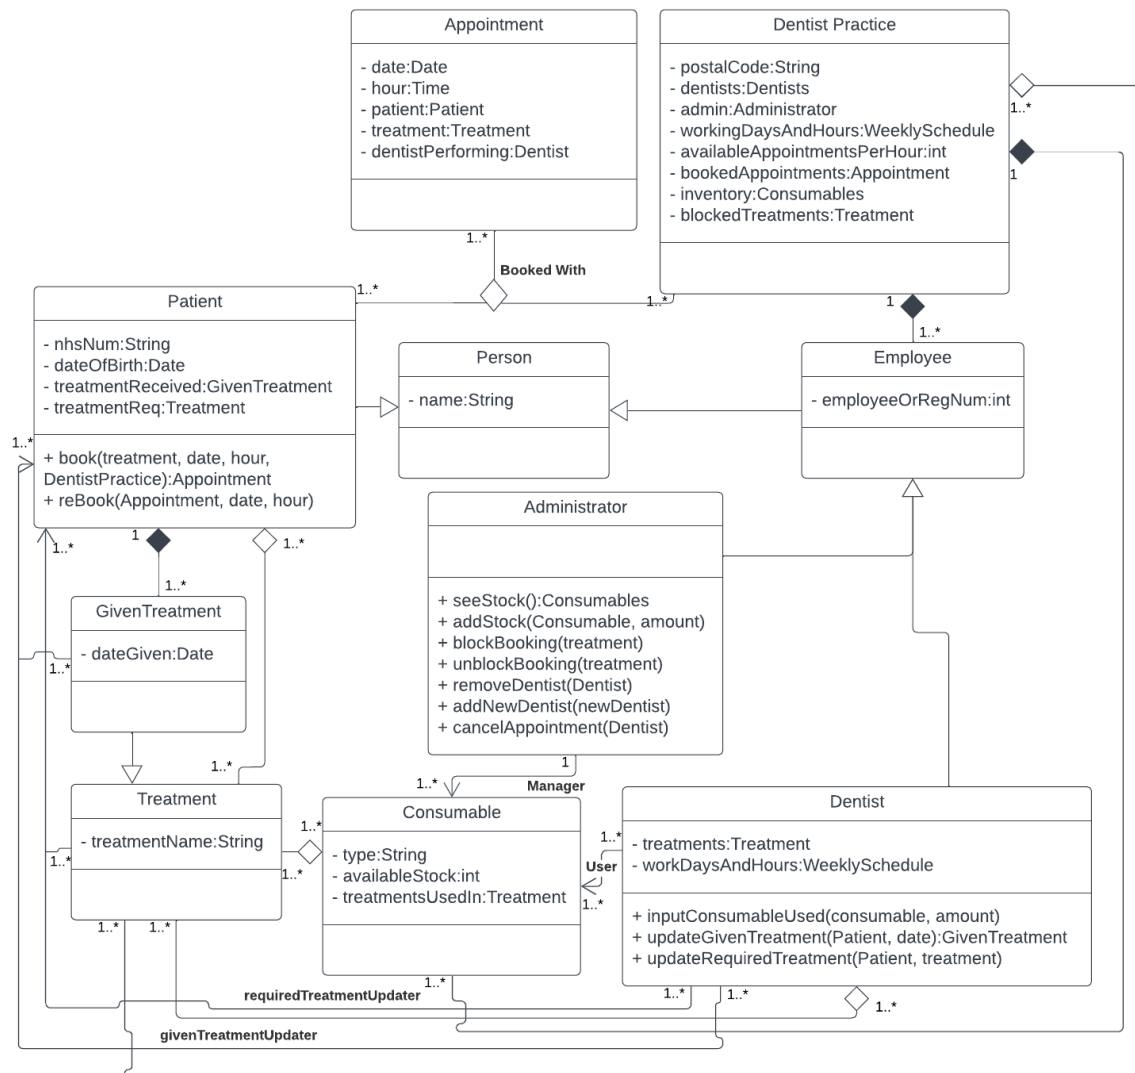 Appointment
- date:Date
- hour:Time
- patient:Patient
- treatment:Treatment
- dentistPerforming:Dentist
1..*
Booked With
Dentist Practice
- postalCode:String
- dentists:Dentists
- admin:Administrator
- workingDaysAndHours:WeeklySchedule
- availableAppointmentsPerHour:int
- bookedAppointments:Appointment
- inventory:Consumables
- blockedTreatments:Treatment
1..*
1
1..*
1..*
1
1..*
Patient
- nhsNum:String
- dateOfBirth:Date
- treatmentReceived:GivenTreatment
- treatmentReq:Treatment
+ book(treatment, date, hour,
DentistPractice):Appointment
+ reBook(Appointment, date, hour)
1..*
1..*
1
1..*
1..*
Person
- name:String
Employee
- employeeOrRegNum:int
Administrator
+ seeStock():Consumables
+ addStock(Consumable, amount)
+ blockBooking(treatment)
+ unblockBooking(treatment)
+ removeDentist(Dentist)
+ addNewDentist(newDentist)
+ cancelAppointment(Dentist)
1
1..*
Manager
GivenTreatment
- dateGiven:Date
1..*
1..*
Treatment
- treatmentName:String
1..*
1..*
1..*
1..*
1..*
Consumable
- type:String
- availableStock:int
- treatmentsUsedIn:Treatment
1..*
1..*
User
1..*
Dentist
- treatments:Treatment
- workDaysAndHours:WeeklySchedule
+ inputConsumableUsed(consumable, amount)
+ updateGivenTreatment(Patient, date):GivenTreatment
+ updateRequiredTreatment(Patient, treatment)
1..*
1..*
1..*
requiredTreatmentUpdater
givenTreatmentUpdater